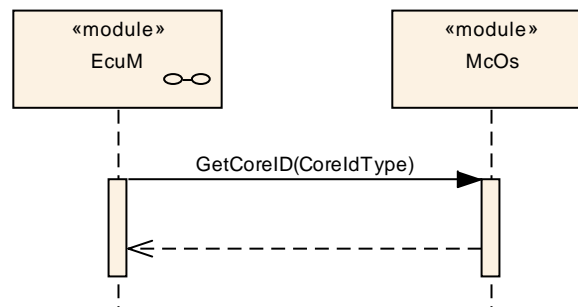 «module»
EcuM
«module»
McOs
GetCoreID(CoreIdType)